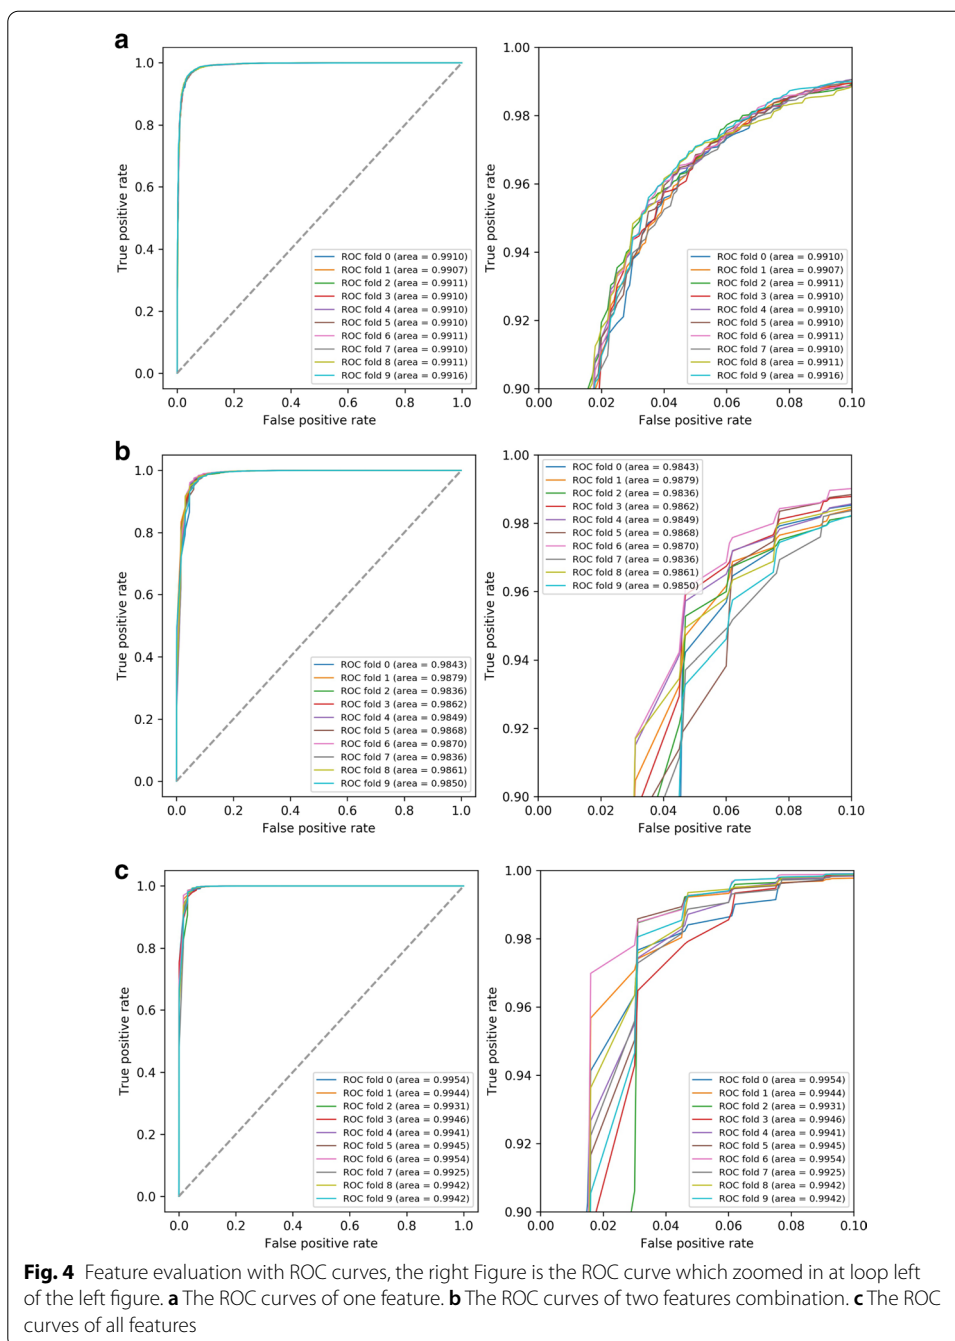 a
1.0
0.8
0.6
0.4
0.2
0.0
True positive rate
0.0 0.2 0.4 0.6 0.8 1.0
False positive rate
ROC fold 0 (area = 0.9910)
ROC fold 1 (area = 0.9907)
ROC fold 2 (area = 0.9911)
ROC fold 3 (area = 0.9910)
ROC fold 4 (area = 0.9910)
ROC fold 5 (area = 0.9910)
ROC fold 6 (area = 0.9911)
ROC fold 7 (area = 0.9910)
ROC fold 8 (area = 0.9911)
ROC fold 9 (area = 0.9916)
1.00
0.98
0.96
0.94
0.92
0.90
True positive rate
0.00 0.02 0.04 0.06 0.08 0.10
False positive rate
ROC fold 0 (area = 0.9910)
ROC fold 1 (area = 0.9907)
ROC fold 2 (area = 0.9911)
ROC fold 3 (area = 0.9910)
ROC fold 4 (area = 0.9910)
ROC fold 5 (area = 0.9910)
ROC fold 6 (area = 0.9911)
ROC fold 7 (area = 0.9910)
ROC fold 8 (area = 0.9911)
ROC fold 9 (area = 0.9916)
b
1.0
0.8
0.6
0.4
0.2
0.0
True positive rate
0.0 0.2 0.4 0.6 0.8 1.0
False positive rate
ROC fold 0 (area = 0.9843)
ROC fold 1 (area = 0.9879)
ROC fold 2 (area = 0.9836)
ROC fold 3 (area = 0.9862)
ROC fold 4 (area = 0.9849)
ROC fold 5 (area = 0.9868)
ROC fold 6 (area = 0.9870)
ROC fold 7 (area = 0.9836)
ROC fold 8 (area = 0.9861)
ROC fold 9 (area = 0.9850)
1.00
0.98
0.96
0.94
0.92
0.90
True positive rate
0.00 0.02 0.04 0.06 0.08 0.10
False positive rate
ROC fold 0 (area = 0.9843)
ROC fold 1 (area = 0.9879)
ROC fold 2 (area = 0.9836)
ROC fold 3 (area = 0.9862)
ROC fold 4 (area = 0.9849)
ROC fold 5 (area = 0.9868)
ROC fold 6 (area = 0.9870)
ROC fold 7 (area = 0.9836)
ROC fold 8 (area = 0.9861)
ROC fold 9 (area = 0.9850)
c
1.0
0.8
0.6
0.4
0.2
0.0
True positive rate
0.0 0.2 0.4 0.6 0.8 1.0
False positive rate
ROC fold 0 (area = 0.9954)
ROC fold 1 (area = 0.9944)
ROC fold 2 (area = 0.9931)
ROC fold 3 (area = 0.9946)
ROC fold 4 (area = 0.9941)
ROC fold 5 (area = 0.9945)
ROC fold 6 (area = 0.9954)
ROC fold 7 (area = 0.9925)
ROC fold 8 (area = 0.9942)
ROC fold 9 (area = 0.9942)
1.00
0.98
0.96
0.94
0.92
0.90
True positive rate
0.00 0.02 0.04 0.06 0.08 0.10
False positive rate
ROC fold 0 (area = 0.9954)
ROC fold 1 (area = 0.9944)
ROC fold 2 (area = 0.9931)
ROC fold 3 (area = 0.9946)
ROC fold 4 (area = 0.9941)
ROC fold 5 (area = 0.9945)
ROC fold 6 (area = 0.9954)
ROC fold 7 (area = 0.9925)
ROC fold 8 (area = 0.9942)
ROC fold 9 (area = 0.9942)
Fig. 4 Feature evaluation with ROC curves, the right Figure is the ROC curve which zoomed in at loop left
of the left figure. a The ROC curves of one feature. b The ROC curves of two features combination. c The ROC
curves of all features